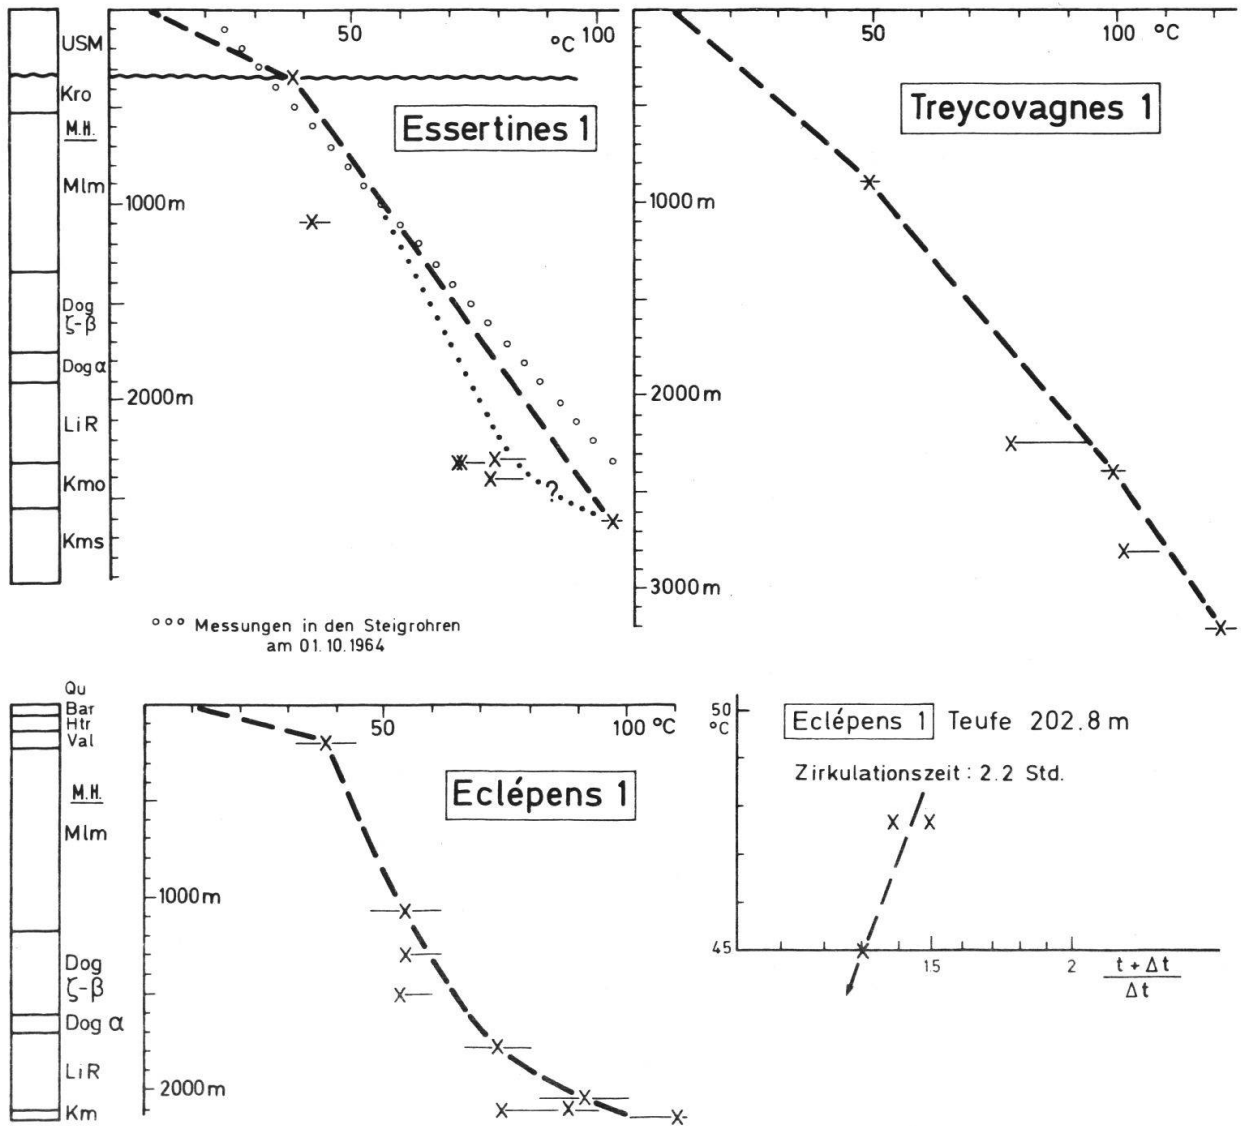 USM
Kro
M.H.
Mlm
Dog
ζ-β
Dog α
LiR
Kmo
Kms
50
°C
100
1000m
2000m
Essertines 1
?
°°° Messungen in den Steigrohren
am 01.10.1964
50
100
°C
1000m
2000m
3000m
Treycovagnes 1
Qu
Bar
Htr
Val
M.H.
Mlm
Dog
ζ-β
Dog α
LiR
Km
50
100
°C
1000m
2000m
Eclépens 1
50
°C
45
Eclépens 1 Teufe 202.8 m
Zirkulationszeit: 2.2 Std.
1.5
2
t + Δt
Δt